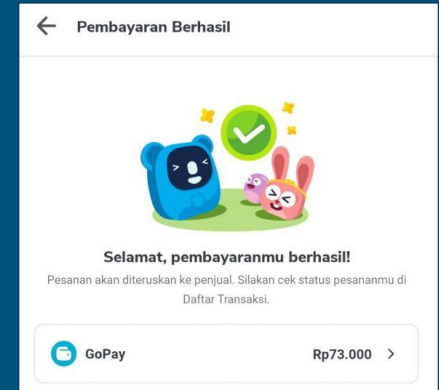 Pembayaran Berhasil
Selamat, pembayaranmu berhasil!
Pesanan akan diteruskan ke penjual. Silakan cek status pesananmu di
Daftar Transaksi.
GoPay Rp73.000